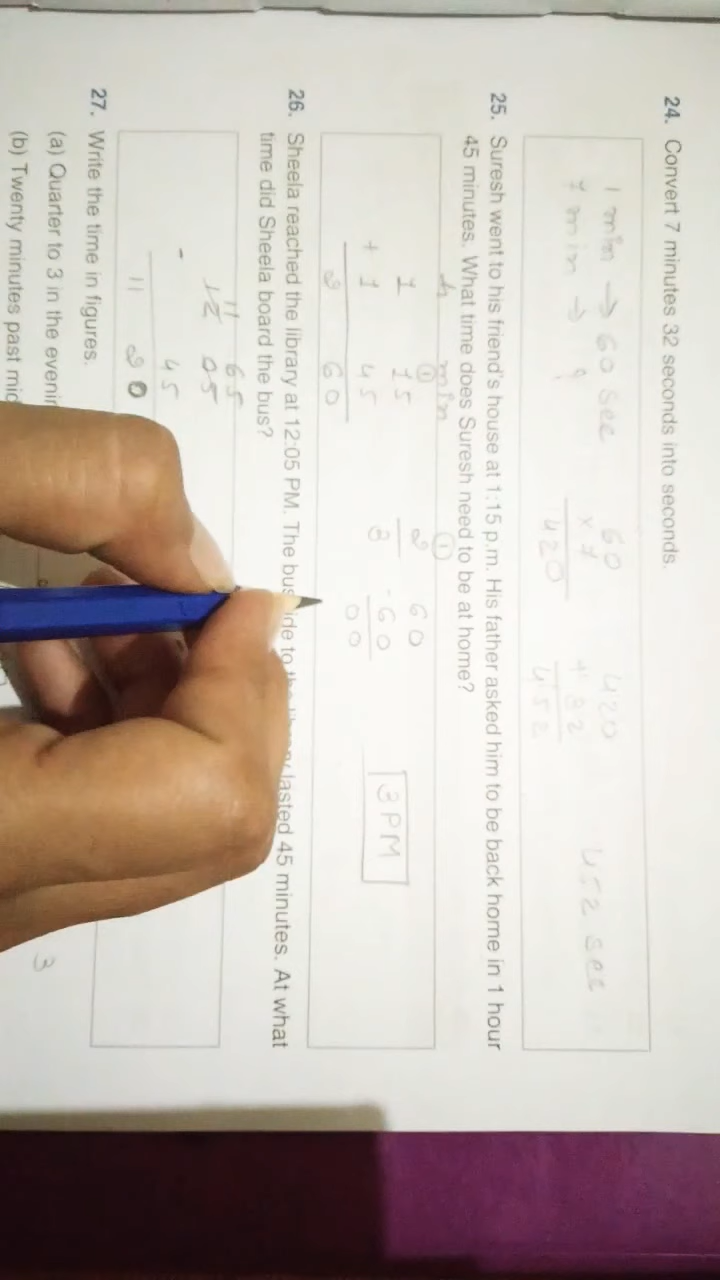 24. Convert 7 minutes 32 seconds into seconds.
1 min → 60 sec
7 min → ?
60
x 7
420
420
+ 32
452
452 sec
25. Suresh went to his friend's house at 1:15 p.m. His father asked him to be back home in 1 hour
45 minutes. What time does Suresh need to be at home?
h min
1 15
+ 1 45
2 60
2 60
- 60
3 00
3 PM
26. Sheela reached the library at 12:05 PM. The bus ide to the library lasted 45 minutes. At what
time did Sheela board the bus?
11 65
12 05
- 45
11 20
27. Write the time in figures.
(a) Quarter to 3 in the
(b) Twenty minutes past
3